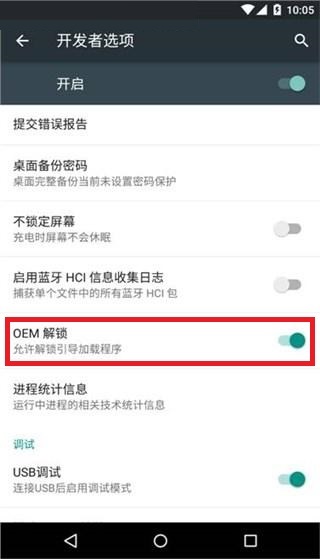 10:05
开发者选项
开启
提交错误报告
桌面备份密码
桌面完整备份当前未设置密码保护
不锁定屏幕
充电时屏幕不会休眠
启用蓝牙 HCI 信息收集日志
捕获单个文件中的所有蓝牙 HCI 包
OEM 解锁
允许解锁引导加载程序
进程统计信息
运行中进程的相关技术统计信息
调试
USB调试
连接USB后启用调试模式